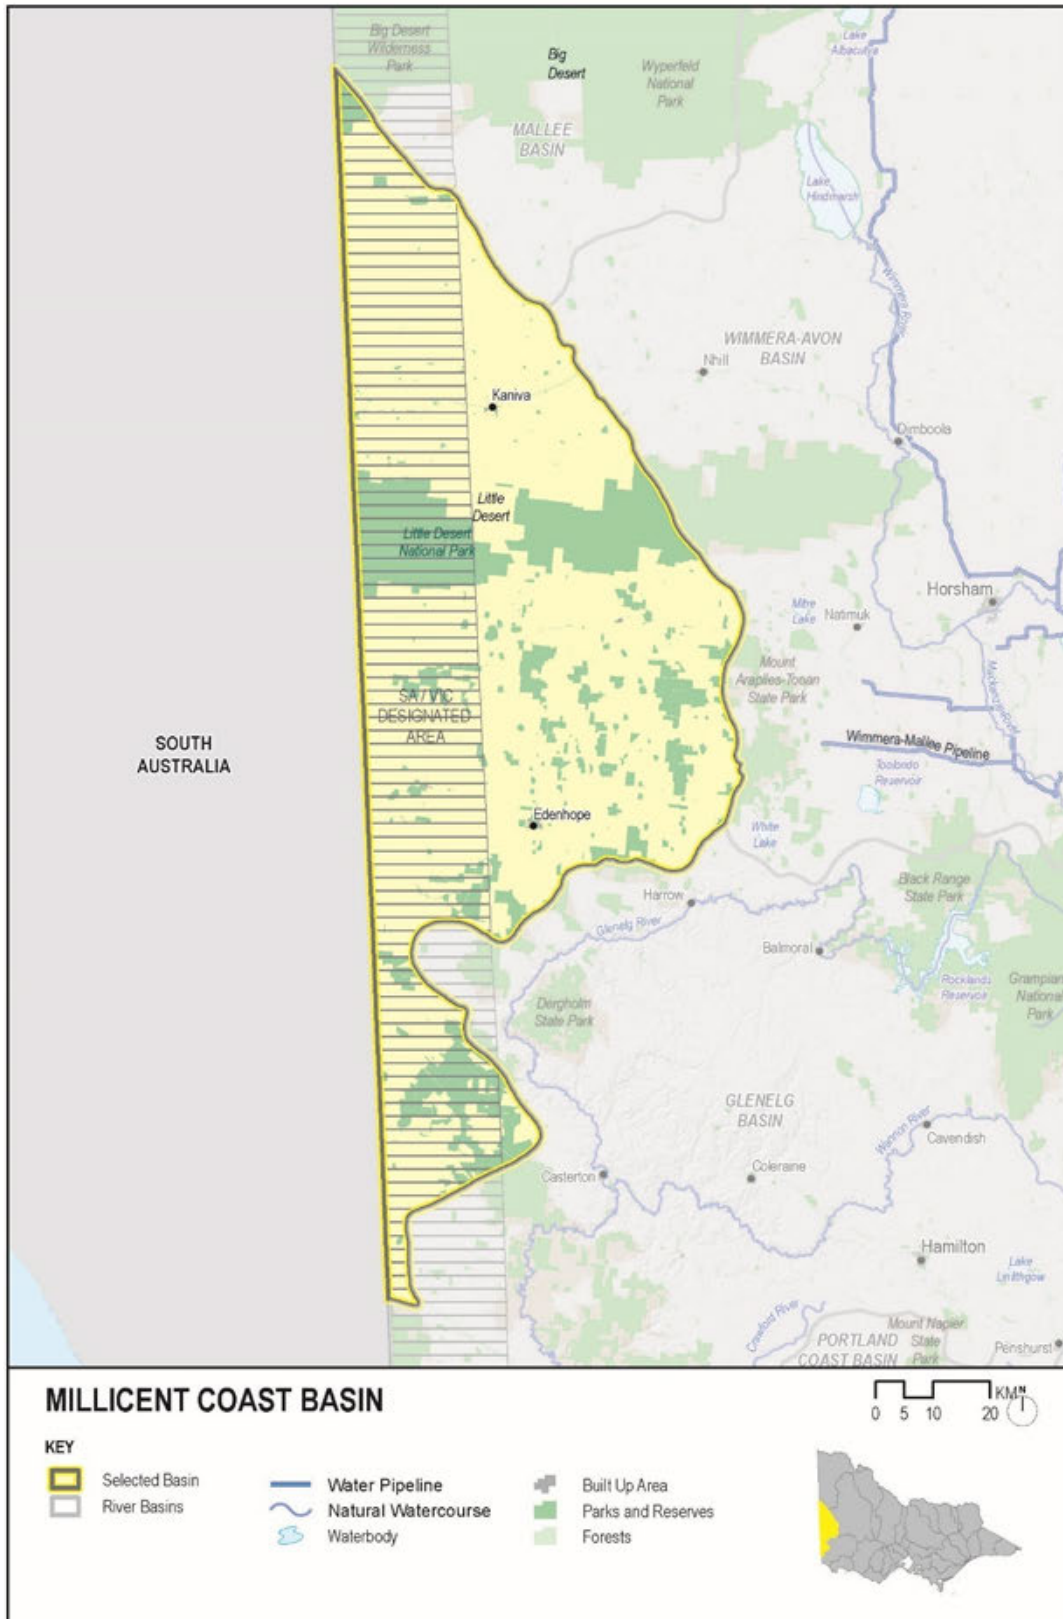 Big Desert
Wilderness
Park
Big
Desert
Wyperfeld
National
Park
Lake
Albacutya
MALLEE
BASIN
Lake
Hindmarsh
Wimmera River
WIMMERA-AVON
BASIN
Nhill
Kaniva
Dimboola
Little
Desert
Little Desert
National Park
Horsham
Mitre
Lake
Natimuk
Mount
Arapiles-Tooan
State Park
Mackenzie River
SA / VIC
DESIGNATED
AREA
SOUTH
AUSTRALIA
Wimmera-Mallee Pipeline
Toolondo
Reservoir
Edenhope
White
Lake
Harrow
Black Range
State Park
Glenelg River
Balmoral
Rocklands
Reservoir
Grampian
National
Park
Dergholm
State Park
GLENELG
BASIN
Wannon River
Cavendish
Casterton
Coleraine
Hamilton
Lake
Linlithgow
Crawford River
Mount Napier
State
Park
PORTLAND
COAST BASIN
Penshurst
MILLICENT COAST BASIN
KM N
0 5 10 20
KEY
Selected Basin
River Basins
Water Pipeline
Natural Watercourse
Waterbody
Built Up Area
Parks and Reserves
Forests